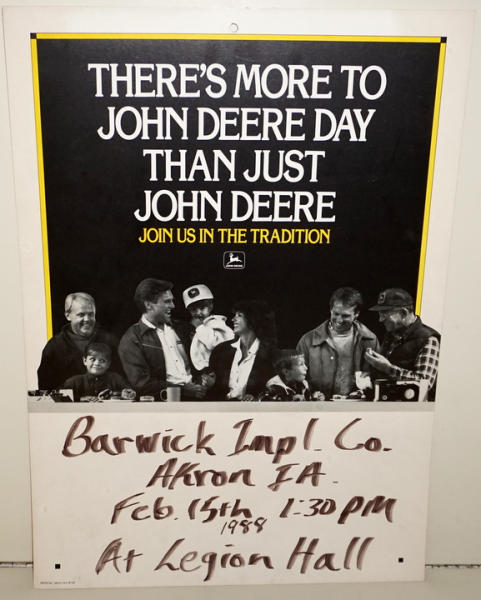 THERE'S MORE TO
JOHN DEERE DAY
THAN JUST
JOHN DEERE
JOIN US IN THE TRADITION
Barwick Impl. Co.
Akron IA.
Feb. 15th 1:30 PM
1988
At Legion Hall